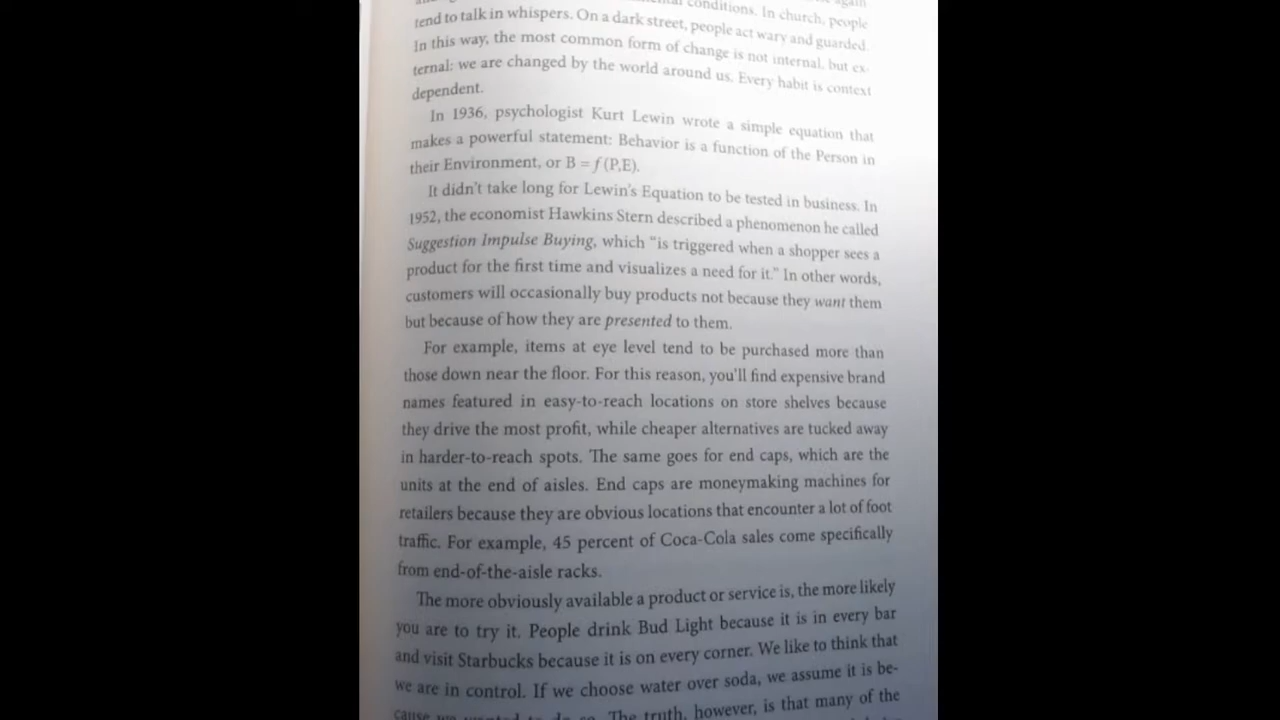 conditions. In church, people
tend to talk in whispers. On a dark street, people act wary and guarded.
In this way, the most common form of change is not internal, but ex-
ternal: we are changed by the world around us. Every habit is context
dependent.
In 1936, psychologist Kurt Lewin wrote a simple equation that
makes a powerful statement: Behavior is a function of the Person in
their Environment, or B = f (P,E).
It didn't take long for Lewin's Equation to be tested in business. In
1952, the economist Hawkins Stern described a phenomenon he called
Suggestion Impulse Buying, which “is triggered when a shopper sees a
product for the first time and visualizes a need for it.” In other words,
customers will occasionally buy products not because they want them
but because of how they are presented to them.
For example, items at eye level tend to be purchased more than
those down near the floor. For this reason, you'll find expensive brand
names featured in easy-to-reach locations on store shelves because
they drive the most profit, while cheaper alternatives are tucked away
in harder-to-reach spots. The same goes for end caps, which are the
units at the end of aisles. End caps are moneymaking machines for
retailers because they are obvious locations that encounter a lot of foot
traffic. For example, 45 percent of Coca-Cola sales come specifically
from end-of-the-aisle racks.
The more obviously available a product or service is, the more likely
you are to try it. People drink Bud Light because it is in every bar
and visit Starbucks because it is on every corner. We like to think that
we are in control. If we choose water over soda, we assume it is be-
cause we wanted to do so. The truth, however, is that many of the